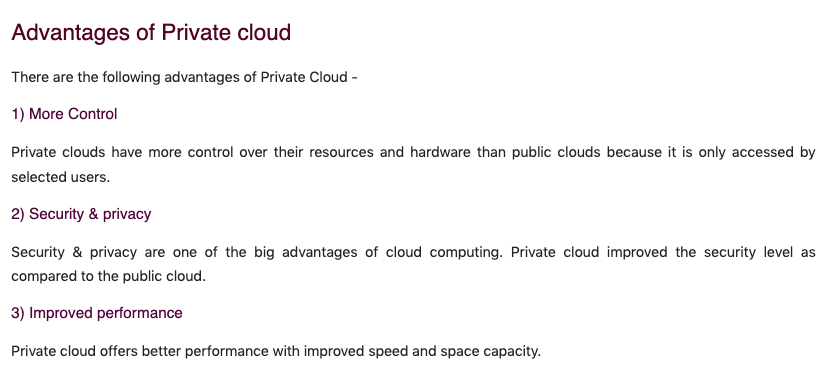 Advantages of Private cloud
There are the following advantages of Private Cloud -
1) More Control
Private clouds have more control over their resources and hardware than public clouds because it is only accessed by
selected users.
2) Security & privacy
Security & privacy are one of the big advantages of cloud computing. Private cloud improved the security level as
compared to the public cloud.
3) Improved performance
Private cloud offers better performance with improved speed and space capacity.